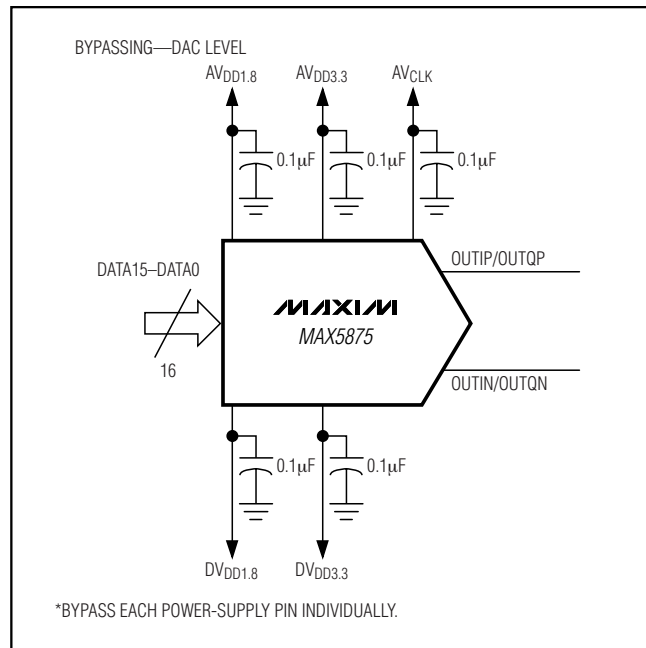 BYPASSING—DAC LEVEL
AVDD1.8 AVDD3.3 AVCLK
0.1µF 0.1µF 0.1µF
OUTIP/OUTQP
DATA15–DATA0
MAXIM
MAX5875
16
OUTIN/OUTQN
0.1µF 0.1µF
DVDD1.8 DVDD3.3
*BYPASS EACH POWER-SUPPLY PIN INDIVIDUALLY.